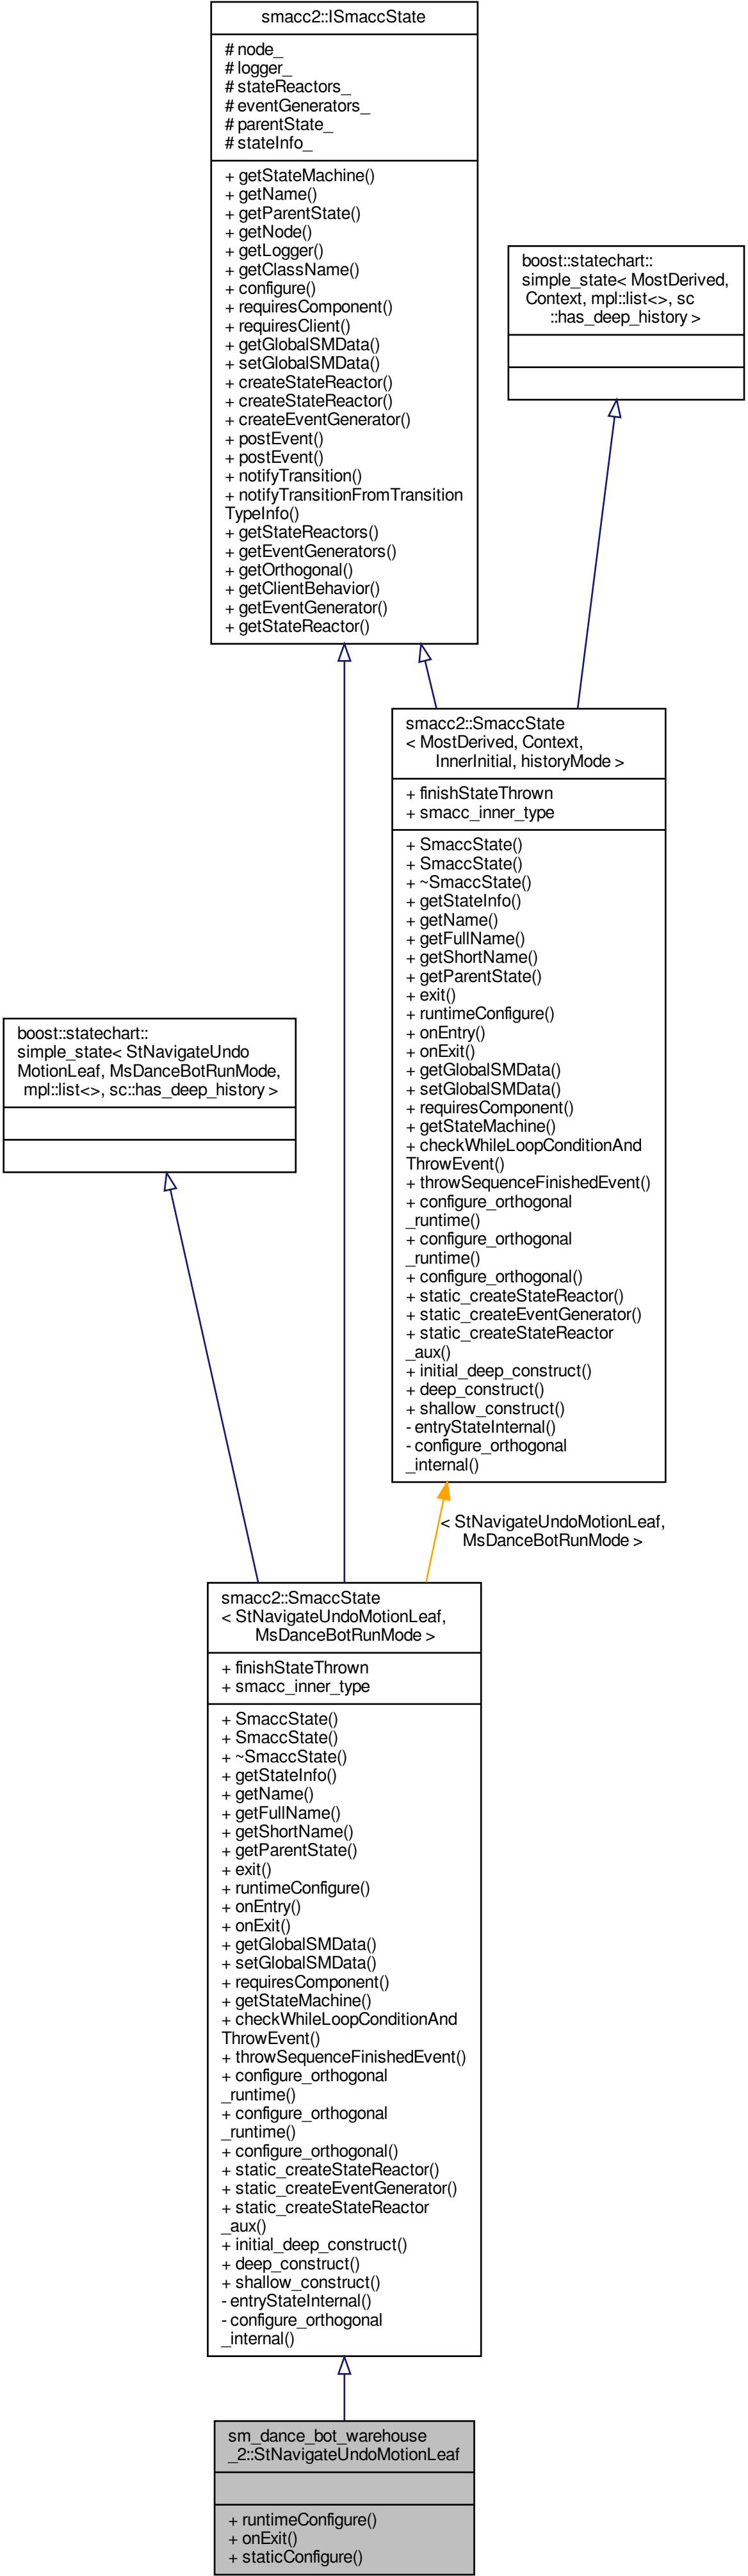 smacc2::ISmaccState
# node_
# logger_
# stateReactors_
# eventGenerators_
# parentState_
# stateInfo_
+ getStateMachine()
+ getName()
+ getParentState()
+ getNode()
+ getLogger()
+ getClassName()
+ configure()
+ requiresComponent()
+ requiresClient()
+ getGlobalSMData()
+ setGlobalSMData()
+ createStateReactor()
+ createStateReactor()
+ createEventGenerator()
+ postEvent()
+ postEvent()
+ notifyTransition()
+ notifyTransitionFromTransition
TypeInfo()
+ getStateReactors()
+ getEventGenerators()
+ getOrthogonal()
+ getClientBehavior()
+ getEventGenerator()
+ getStateReactor()
boost::statechart::
simple_state< MostDerived,
Context, mpl::list<>, sc
::has_deep_history >
smacc2::SmaccState
< MostDerived, Context,
InnerInitial, historyMode >
+ finishStateThrown
+ smacc_inner_type
+ SmaccState()
+ SmaccState()
+ ~SmaccState()
+ getStateInfo()
+ getName()
+ getFullName()
+ getShortName()
+ getParentState()
+ exit()
+ runtimeConfigure()
+ onEntry()
+ onExit()
+ getGlobalSMData()
+ setGlobalSMData()
+ requiresComponent()
+ getStateMachine()
+ checkWhileLoopConditionAnd
ThrowEvent()
+ throwSequenceFinishedEvent()
+ configure_orthogonal
_runtime()
+ configure_orthogonal
_runtime()
+ configure_orthogonal()
+ static_createStateReactor()
+ static_createEventGenerator()
+ static_createStateReactor
_aux()
+ initial_deep_construct()
+ deep_construct()
+ shallow_construct()
- entryStateInternal()
- configure_orthogonal
_internal()
boost::statechart::
simple_state< StNavigateUndo
MotionLeaf, MsDanceBotRunMode,
mpl::list<>, sc::has_deep_history >
< StNavigateUndoMotionLeaf,
MsDanceBotRunMode >
smacc2::SmaccState
< StNavigateUndoMotionLeaf,
MsDanceBotRunMode >
+ finishStateThrown
+ smacc_inner_type
+ SmaccState()
+ SmaccState()
+ ~SmaccState()
+ getStateInfo()
+ getName()
+ getFullName()
+ getShortName()
+ getParentState()
+ exit()
+ runtimeConfigure()
+ onEntry()
+ onExit()
+ getGlobalSMData()
+ setGlobalSMData()
+ requiresComponent()
+ getStateMachine()
+ checkWhileLoopConditionAnd
ThrowEvent()
+ throwSequenceFinishedEvent()
+ configure_orthogonal
_runtime()
+ configure_orthogonal
_runtime()
+ configure_orthogonal()
+ static_createStateReactor()
+ static_createEventGenerator()
+ static_createStateReactor
_aux()
+ initial_deep_construct()
+ deep_construct()
+ shallow_construct()
- entryStateInternal()
- configure_orthogonal
_internal()
sm_dance_bot_warehouse
_2::StNavigateUndoMotionLeaf
+ runtimeConfigure()
+ onExit()
+ staticConfigure()